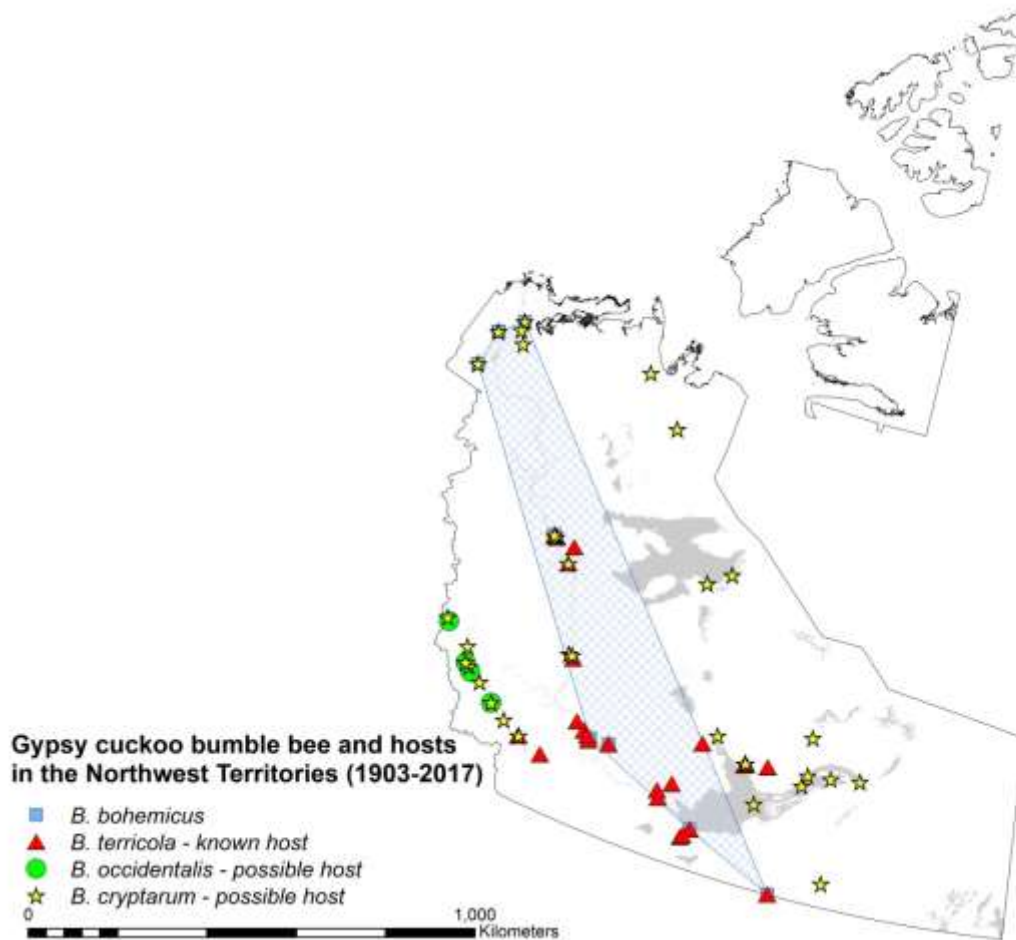 Gypsy cuckoo bumble bee and hosts
in the Northwest Territories (1903-2017)
B. bohemicus
B. terricola - known host
B. occidentalis - possible host
B. cryptarum - possible host
0 1,000
Kilometers